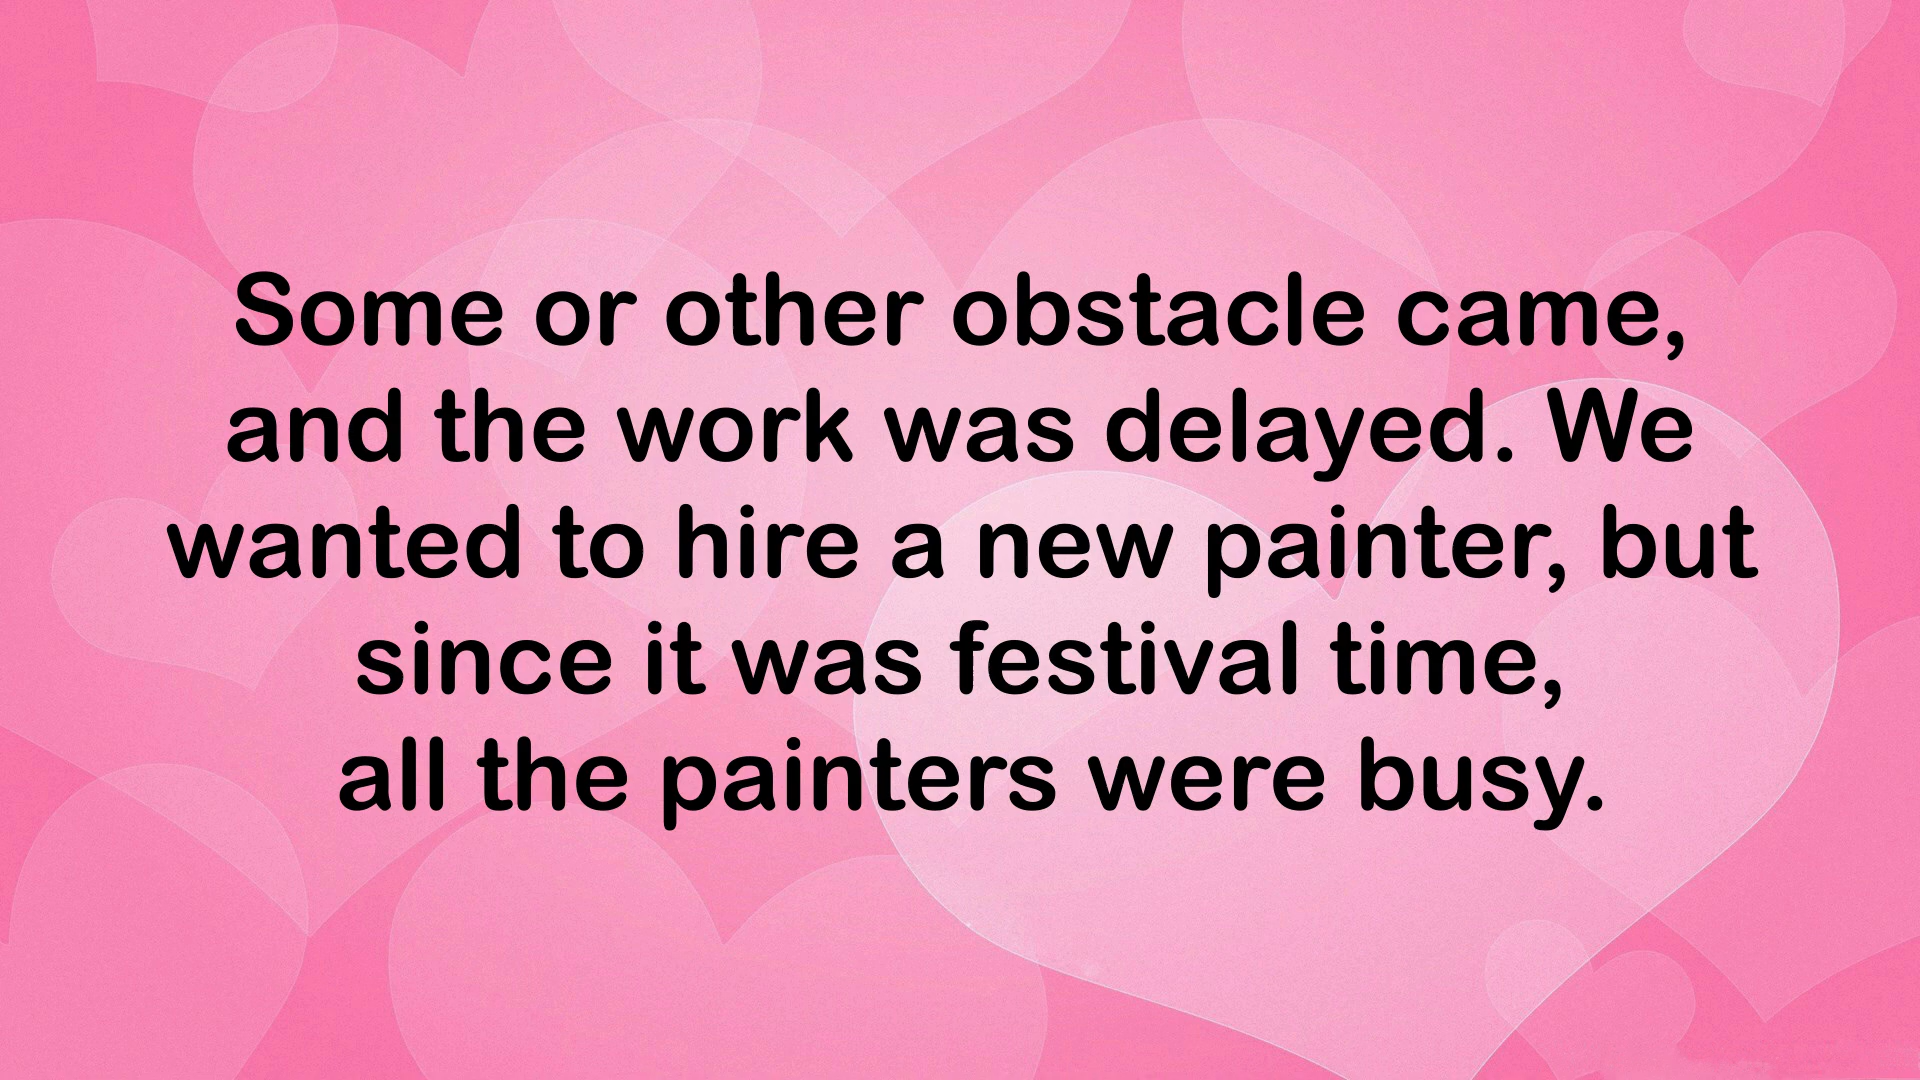 Some or other obstacle came,
and the work was delayed. We
wanted to hire a new painter, but
since it was festival time,
all the painters were busy.